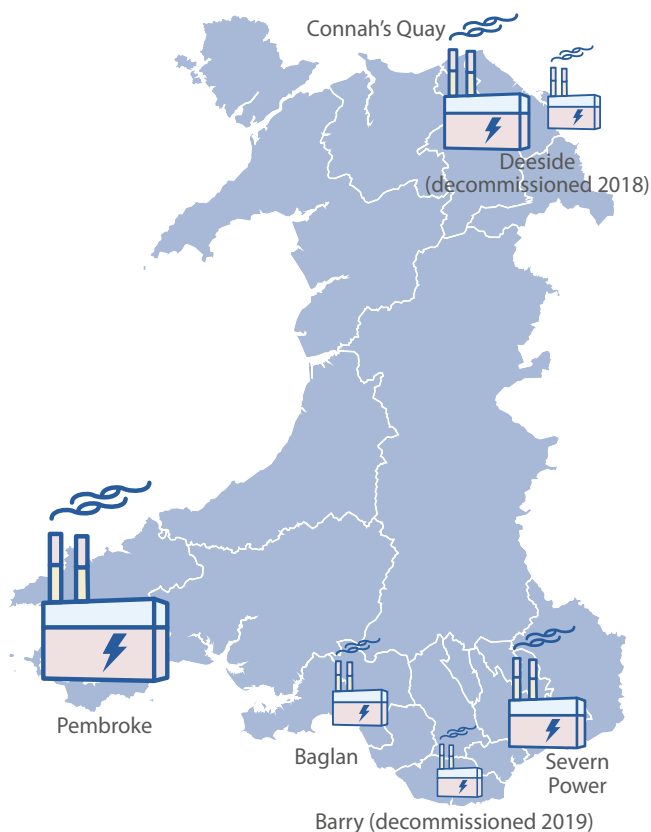 Connah’s Quay
Deeside
(decommissioned 2018)
Pembroke
Baglan
Severn
Power
Barry (decommissioned 2019)